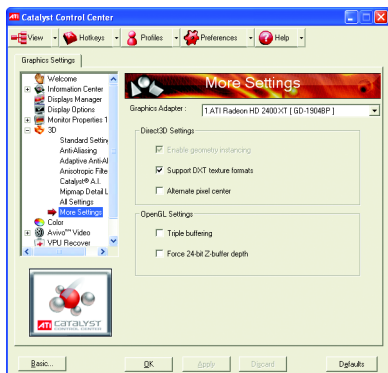 ATI Catalyst Control Center
View Hotkeys Profiles Preferences Help
Graphics Settings
Welcome
Information Center
Displays Manager
Display Options
Monitor Properties 1
3D
Standard Settin
Anti-Aliasing
Adaptive Anti-Al
Anisotropic Filte
Catalyst® A.I.
Mipmap Detail L
All Settings
More Settings
Color
Avivo™ Video
VPU Recover
ATI CATALYST
CONTROL CENTER
More Settings
Graphics Adapter :
1.ATI Radeon HD 2400 XT [ GD-1904BP ]
Direct3D Settings
Enable geometry instancing
Support DXT texture formats
Alternate pixel center
OpenGL Settings
Triple buffering
Force 24-bit Z-buffer depth
Basic...
OK
Apply
Discard
Defaults